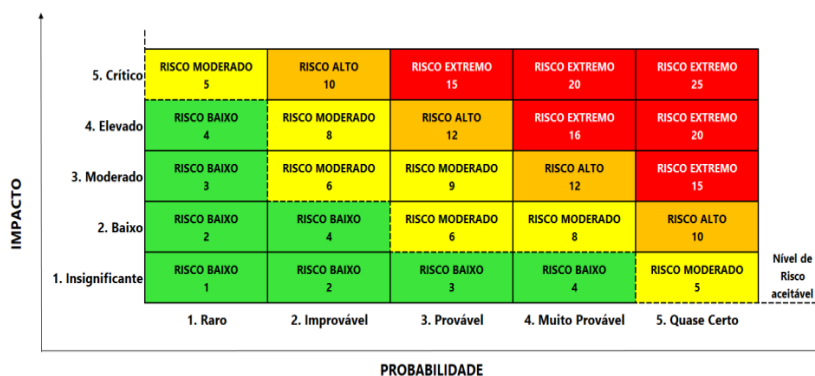 RISCO MODERADO RISCO ALTO RISCO EXTREMO RISCO EXTREMO RISCO EXTREMO
5. Crítico
5 10 15 20 25
RISCO BAIXO RISCO MODERADO RISCO ALTO RISCO EXTREMO RISCO EXTREMO
4. Elevado
4 8 12 16 20
RISCO BAIXO RISCO MODERADO RISCO MODERADO RISCO ALTO RISCO EXTREMO
3. Moderado
3 6 9 12 15
RISCO BAIXO RISCO BAIXO RISCO MODERADO RISCO MODERADO RISCO ALTO
2. Baixo
2 4 6 8 10
RISCO BAIXO RISCO BAIXO RISCO BAIXO RISCO BAIXO RISCO MODERADO
1. Insignificante
1 2 3 4 5
IMPACTO
Nível de
Risco
aceitável
1. Raro 2. Improvável 3. Provável 4. Muito Provável 5. Quase Certo
PROBABILIDADE